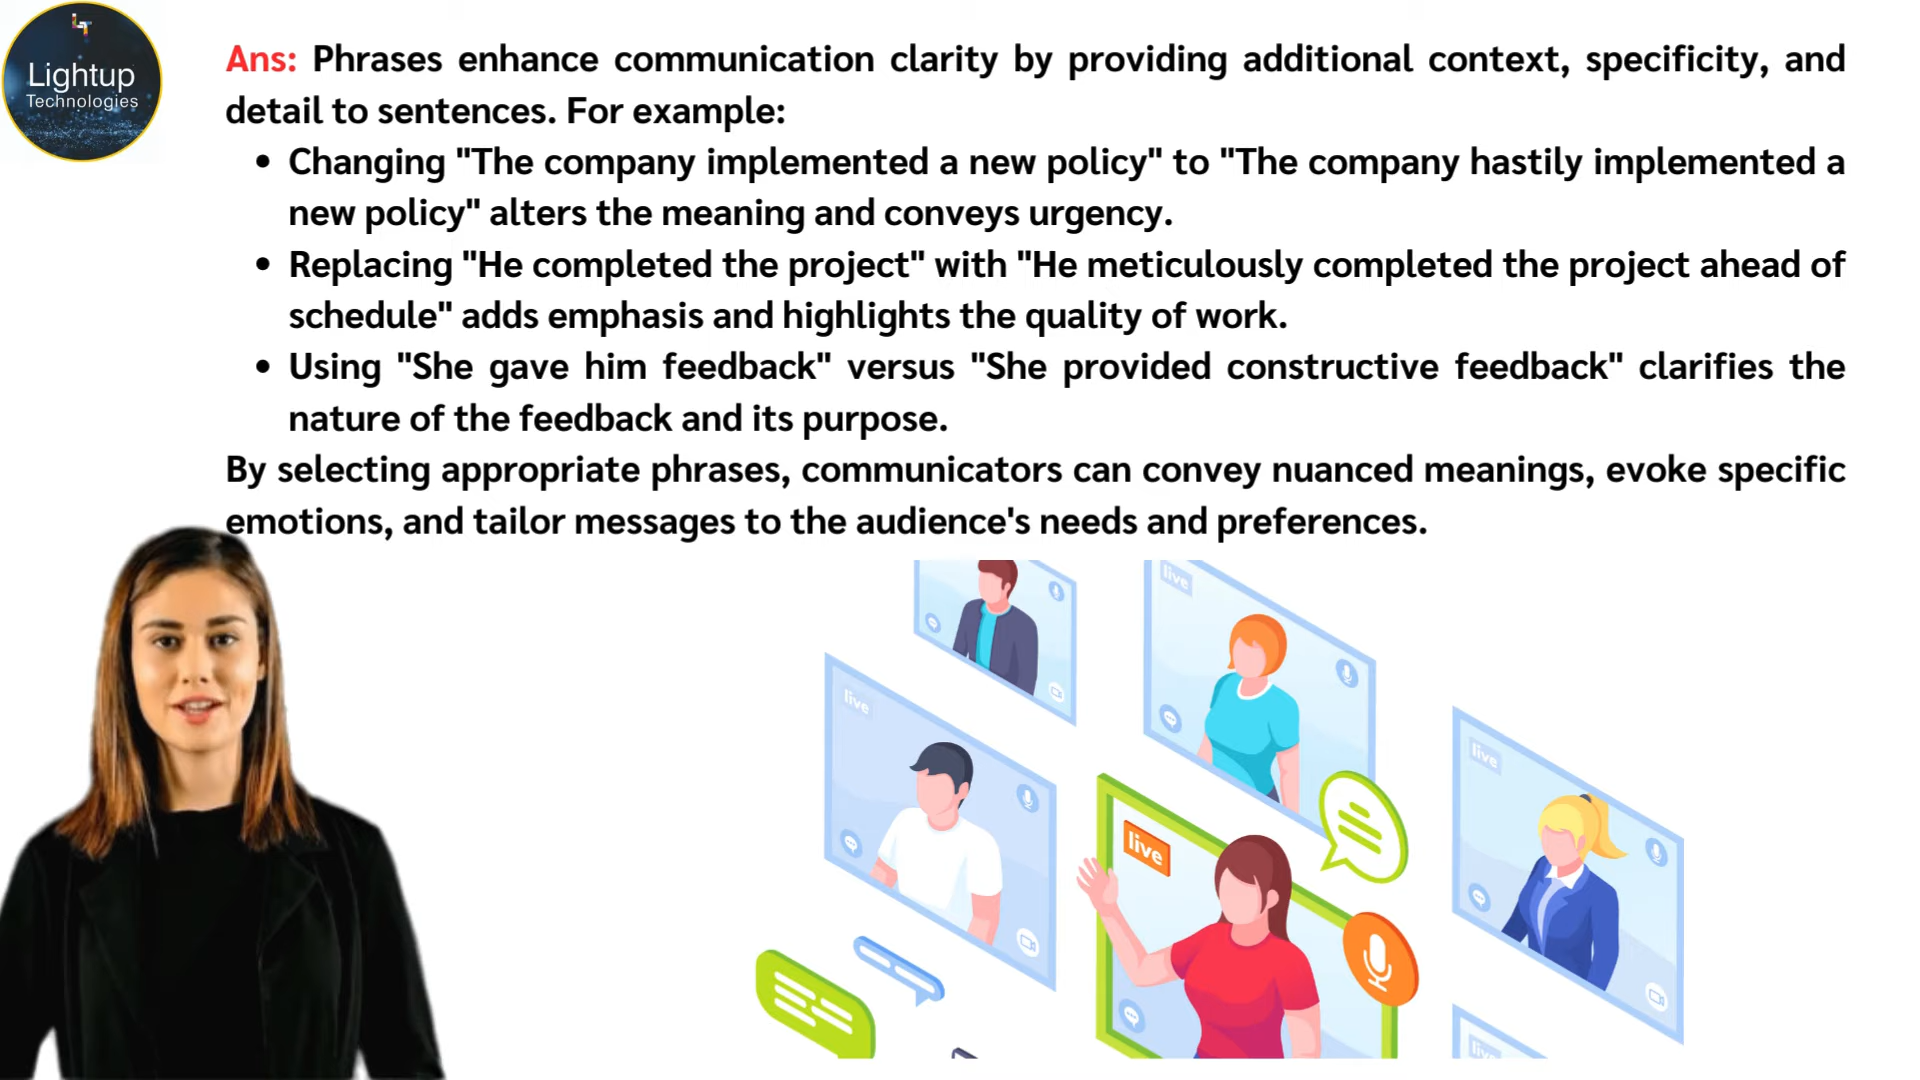 Lightup
Technologies
Ans: Phrases enhance communication clarity by providing additional context, specificity, and
detail to sentences. For example:
• Changing "The company implemented a new policy" to "The company hastily implemented a
new policy" alters the meaning and conveys urgency.
• Replacing "He completed the project" with "He meticulously completed the project ahead of
schedule" adds emphasis and highlights the quality of work.
• Using "She gave him feedback" versus "She provided constructive feedback" clarifies the
nature of the feedback and its purpose.
By selecting appropriate phrases, communicators can convey nuanced meanings, evoke specific
emotions, and tailor messages to the audience's needs and preferences.
live
live
live
live
live